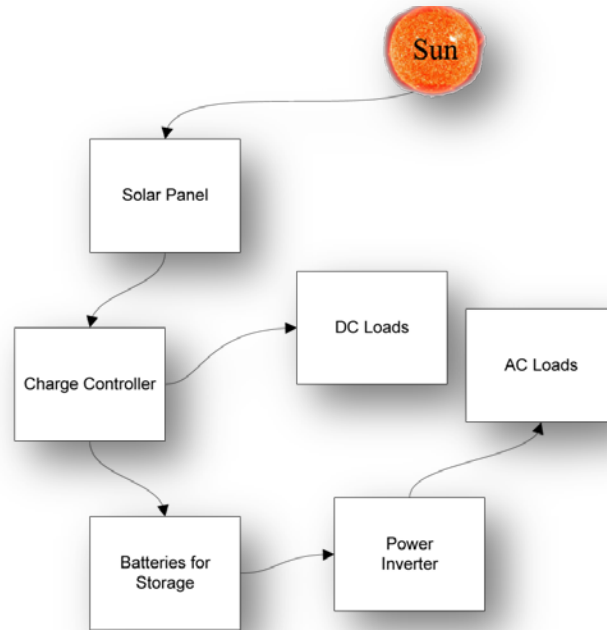 Sun
Solar Panel
DC Loads
Charge Controller
AC Loads
Batteries for
Storage
Power
Inverter